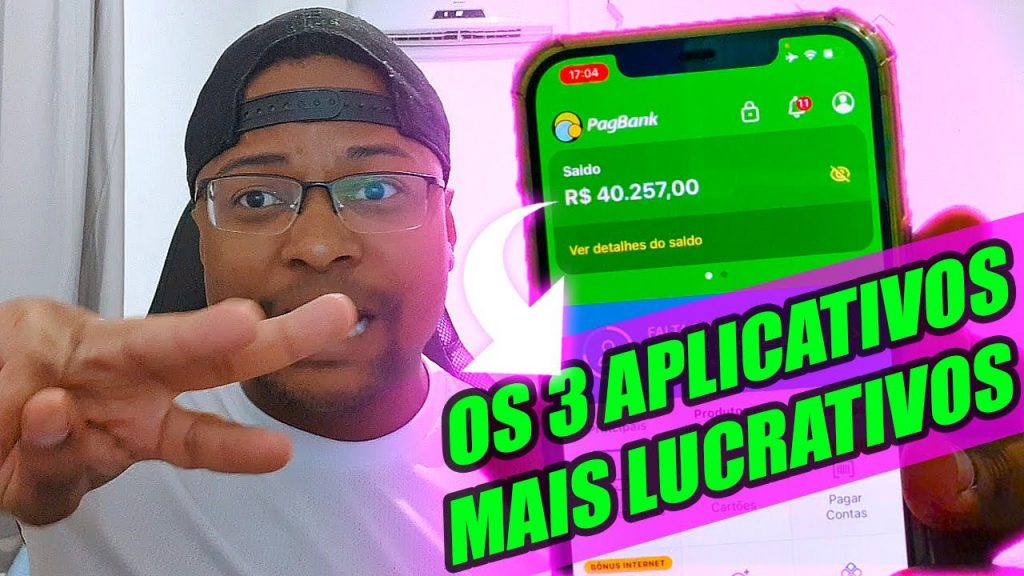 17:04
11
PagBank
Saldo
R$ 40.257,00
Ver detalhes do saldo
OS 3 APLICATIVOS
MAIS LUCRATIVOS
Cartões
Pagar
Contas
BÔNUS INTERNET